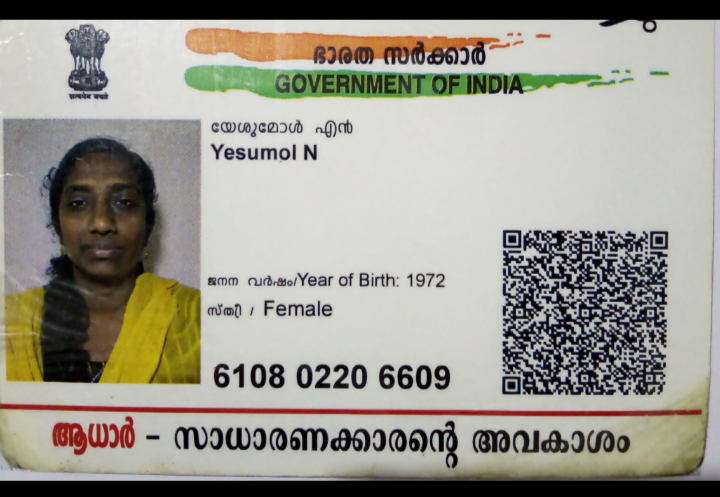 ഭാരത സർക്കാർ
GOVERNMENT OF INDIA
सत्यमेव जयते
യേശുമോൾ എൻ
Yesumol N
ജനന വർഷം/Year of Birth: 1972
സ്ത്രീ / Female
6108 0220 6609
ആധാർ – സാധാരണക്കാരന്റെ അവകാശം